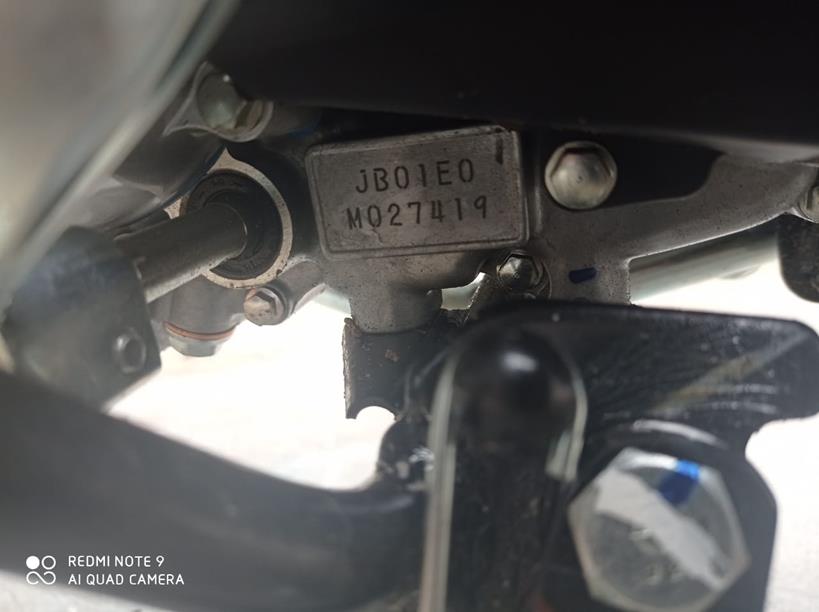 JB01E0
M027419
REDMI NOTE 9
AI QUAD CAMERA